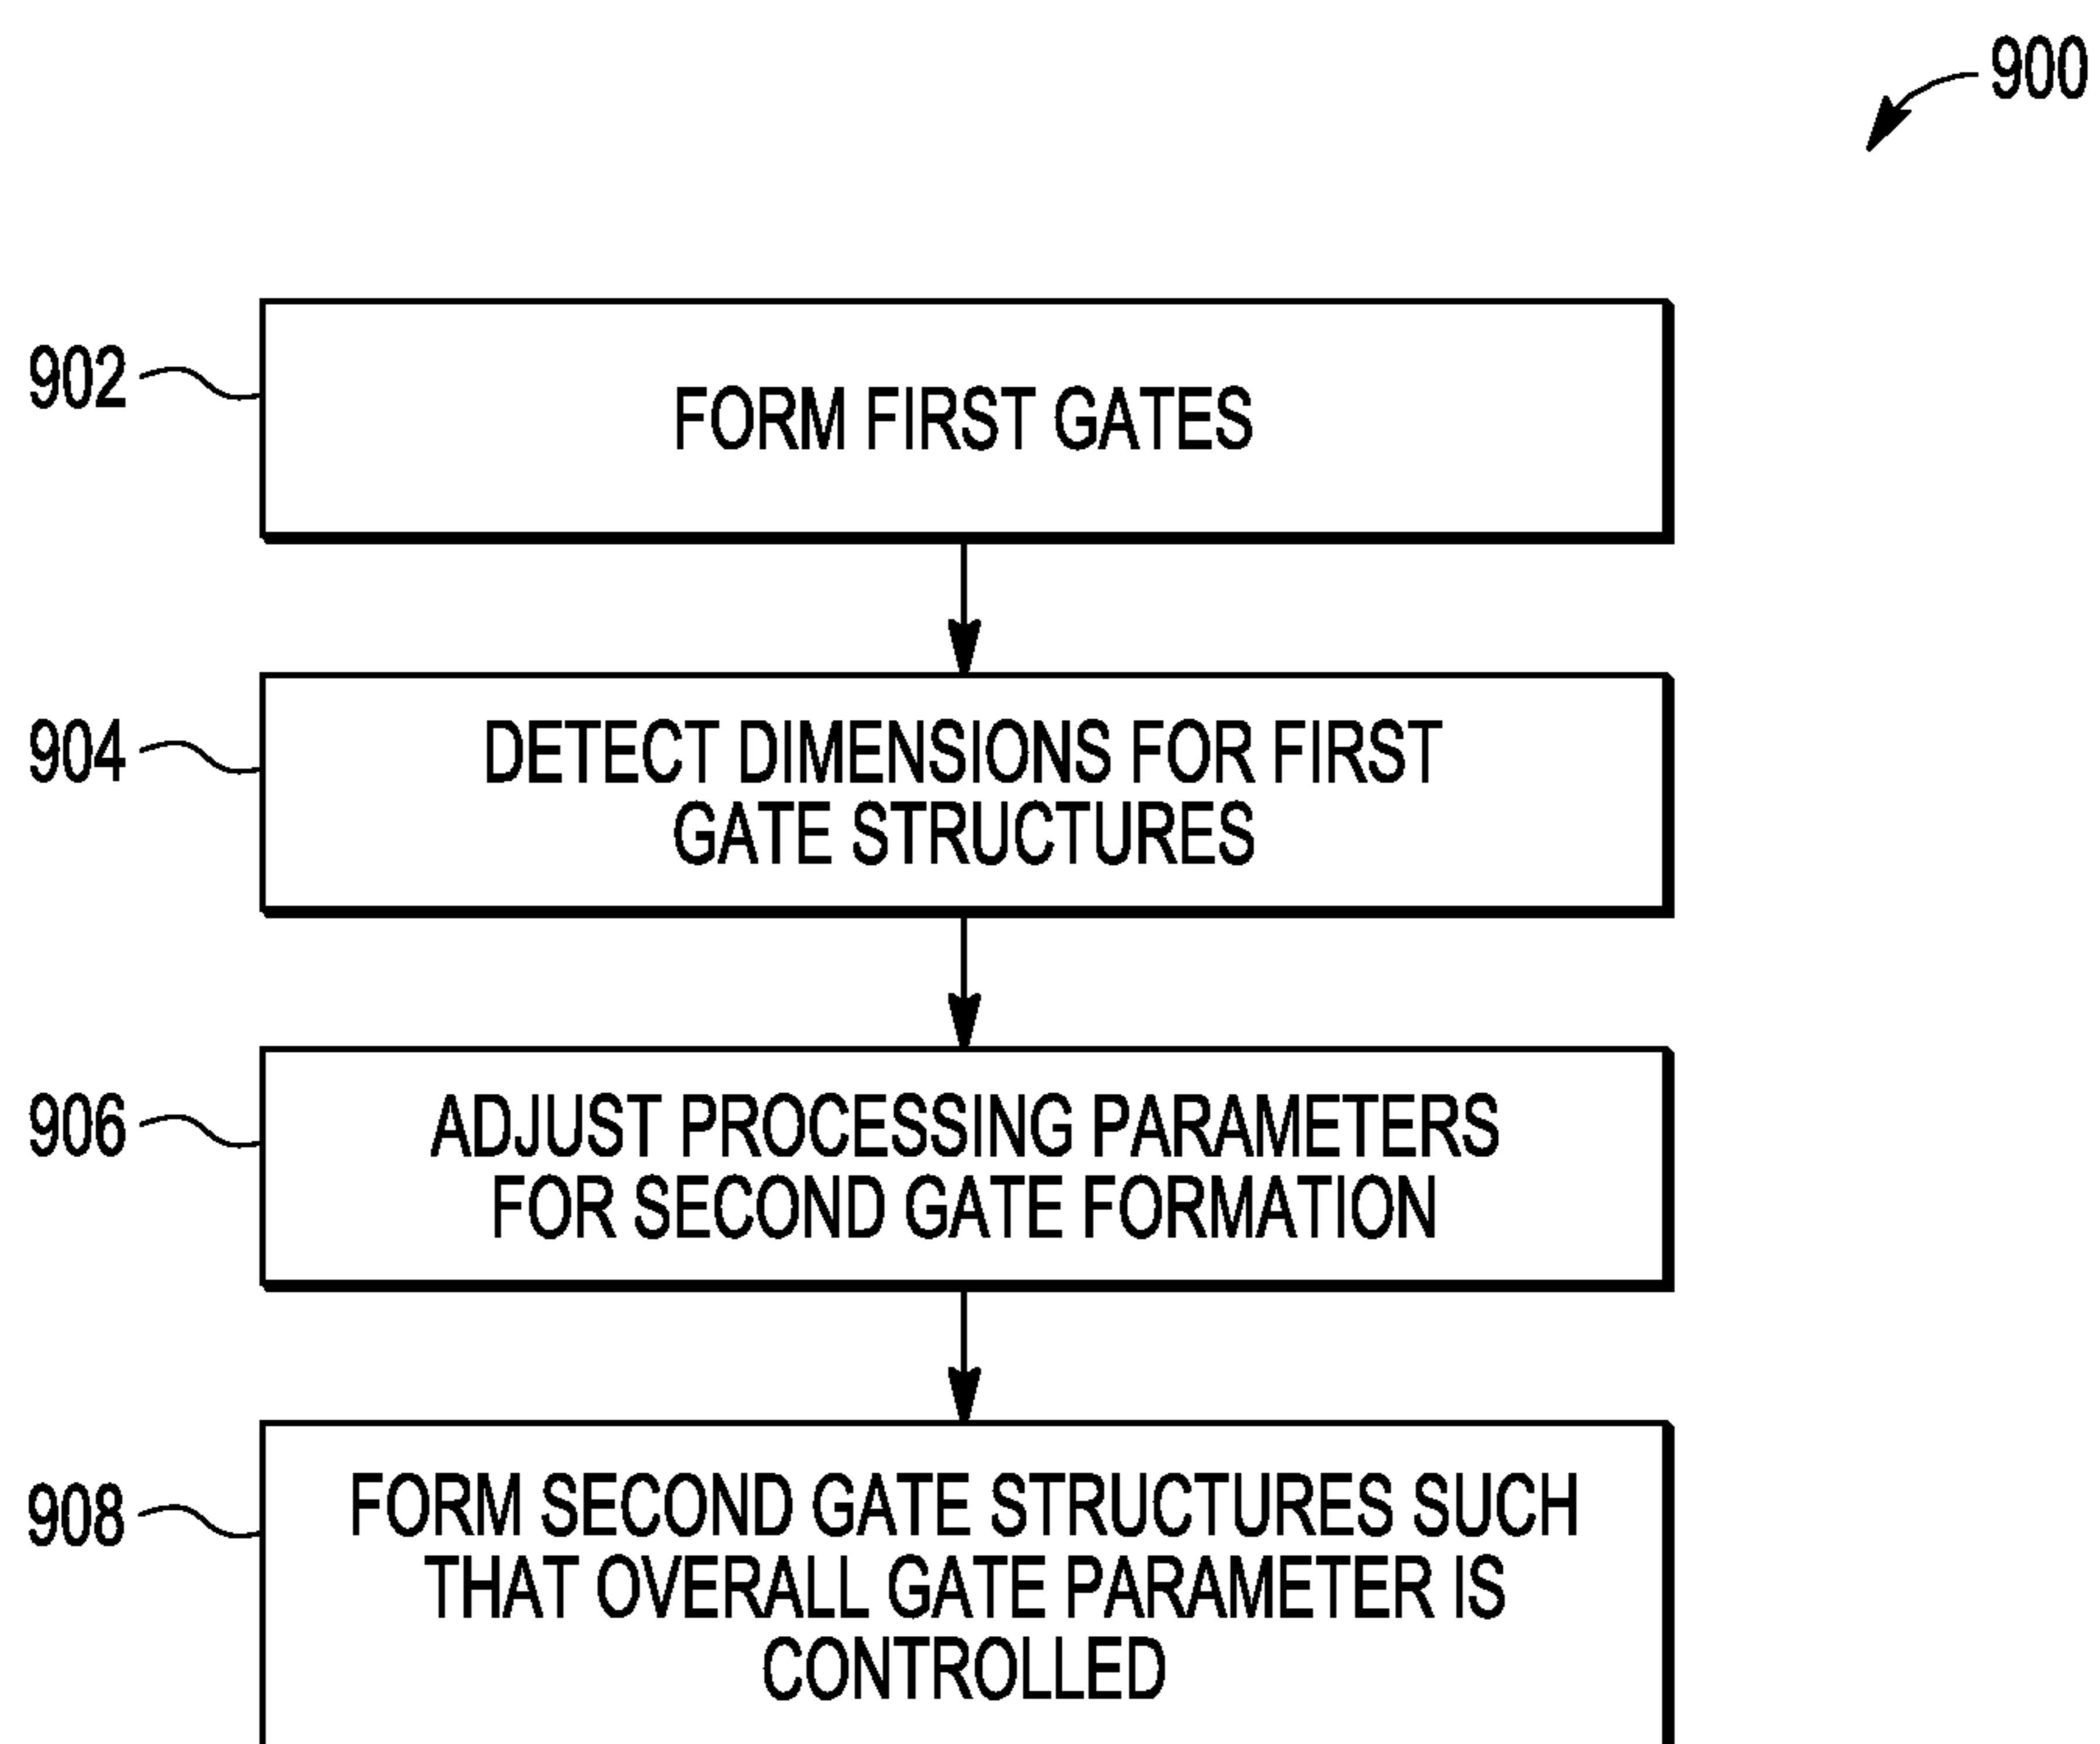 900
902
FORM FIRST GATES
904
DETECT DIMENSIONS FOR FIRST
GATE STRUCTURES
906
ADJUST PROCESSING PARAMETERS
FOR SECOND GATE FORMATION
908
FORM SECOND GATE STRUCTURES SUCH
THAT OVERALL GATE PARAMETER IS
CONTROLLED